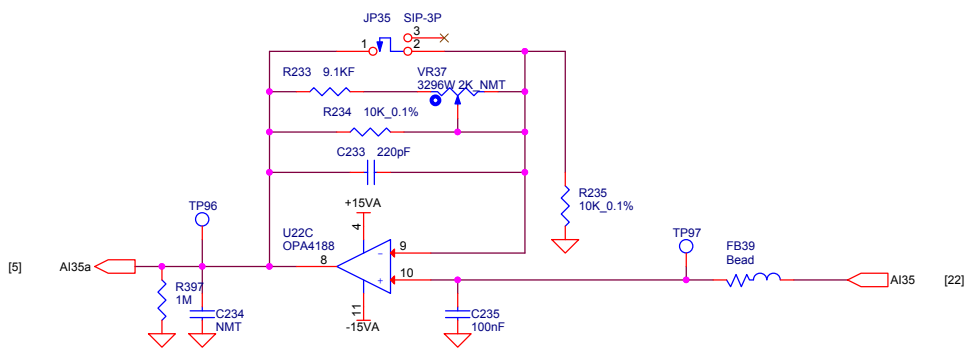 JP35 SIP-3P
3
1 2
R233 9.1KF
VR37
3296W 2K_NMT
R234 10K_0.1%
C233 220pF
R235
10K_0.1%
+15VA
TP96
U22C
OPA4188
4
9
TP97
FB39
Bead
[5] AI35a
8
10
AI35 [22]
R397
1M
C234
NMT
11
-15VA
C235
100nF